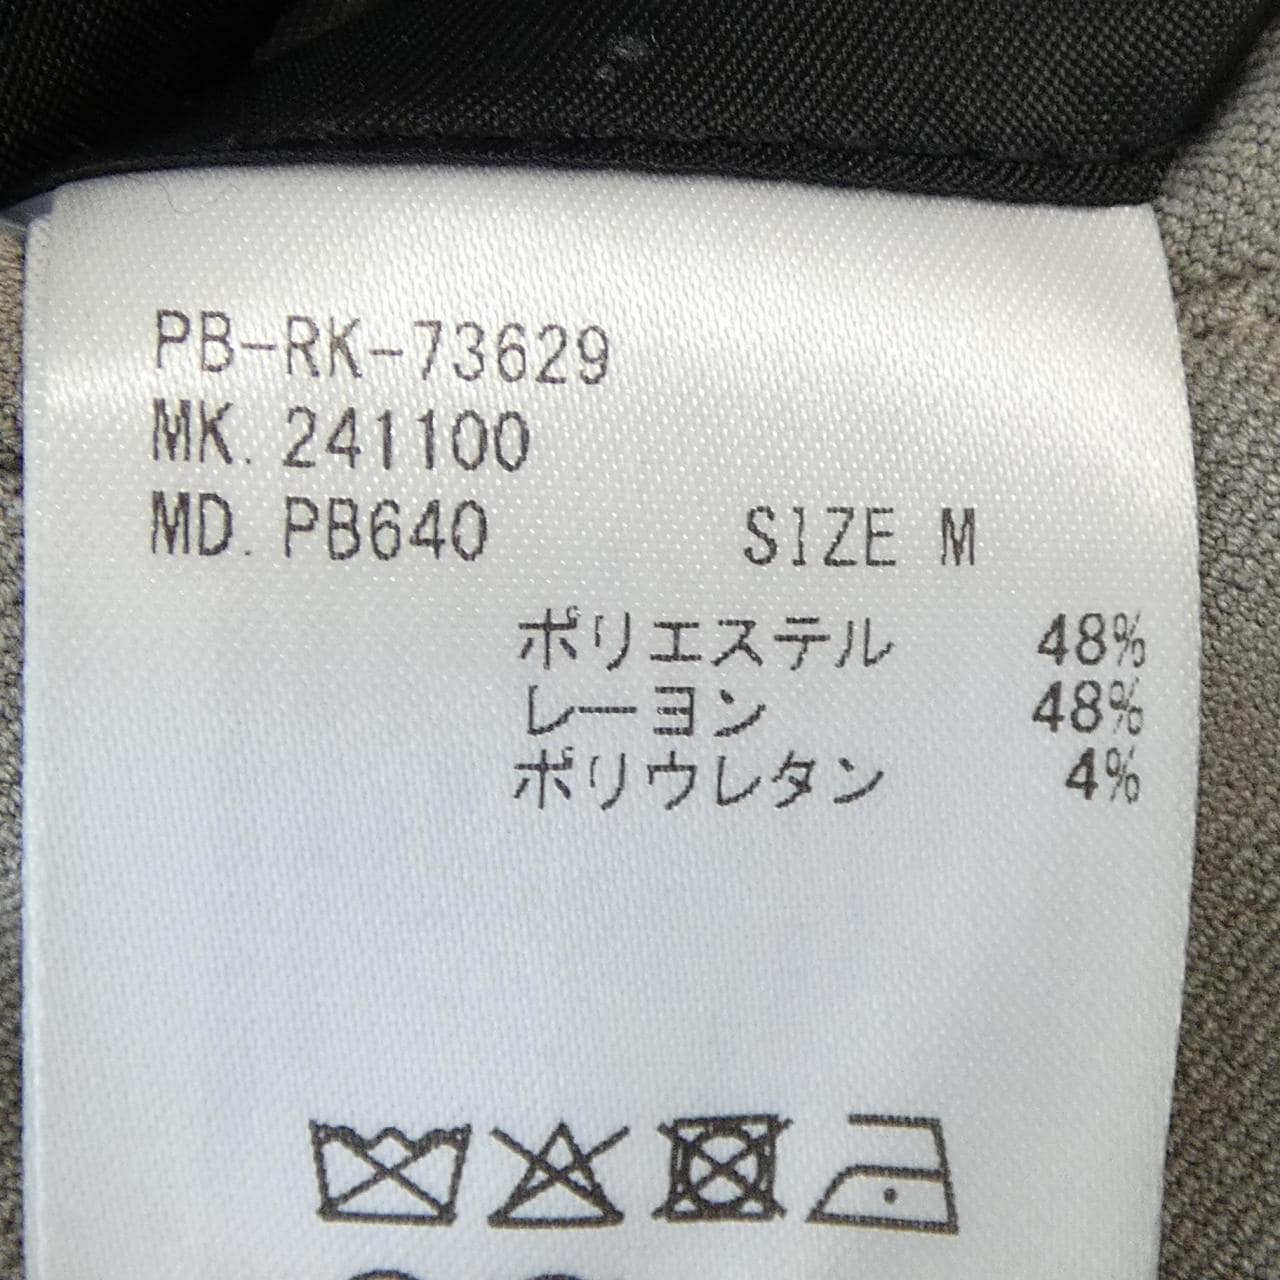 PB-RK-73629
MK. 241100
MD. PB640 SIZE M
ポリエステル 48%
レーヨン 48%
ポリウレタン 4%